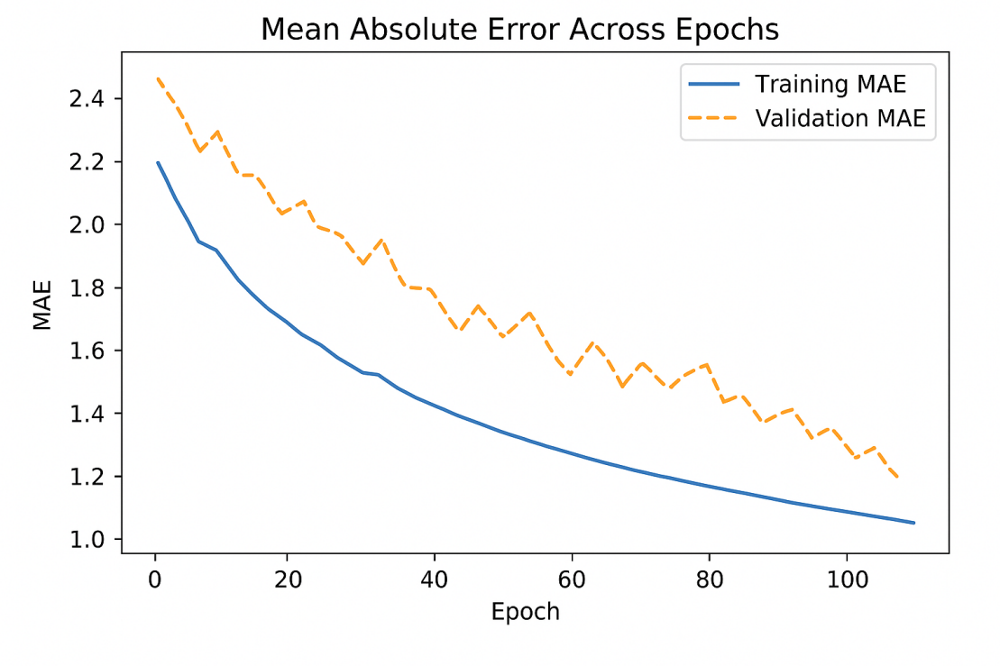 Mean Absolute Error Across Epochs
Training MAE
Validation MAE
2.4
2.2
2.0
1.8
1.6
1.4
1.2
1.0
MAE
0 20 40 60 80 100
Epoch